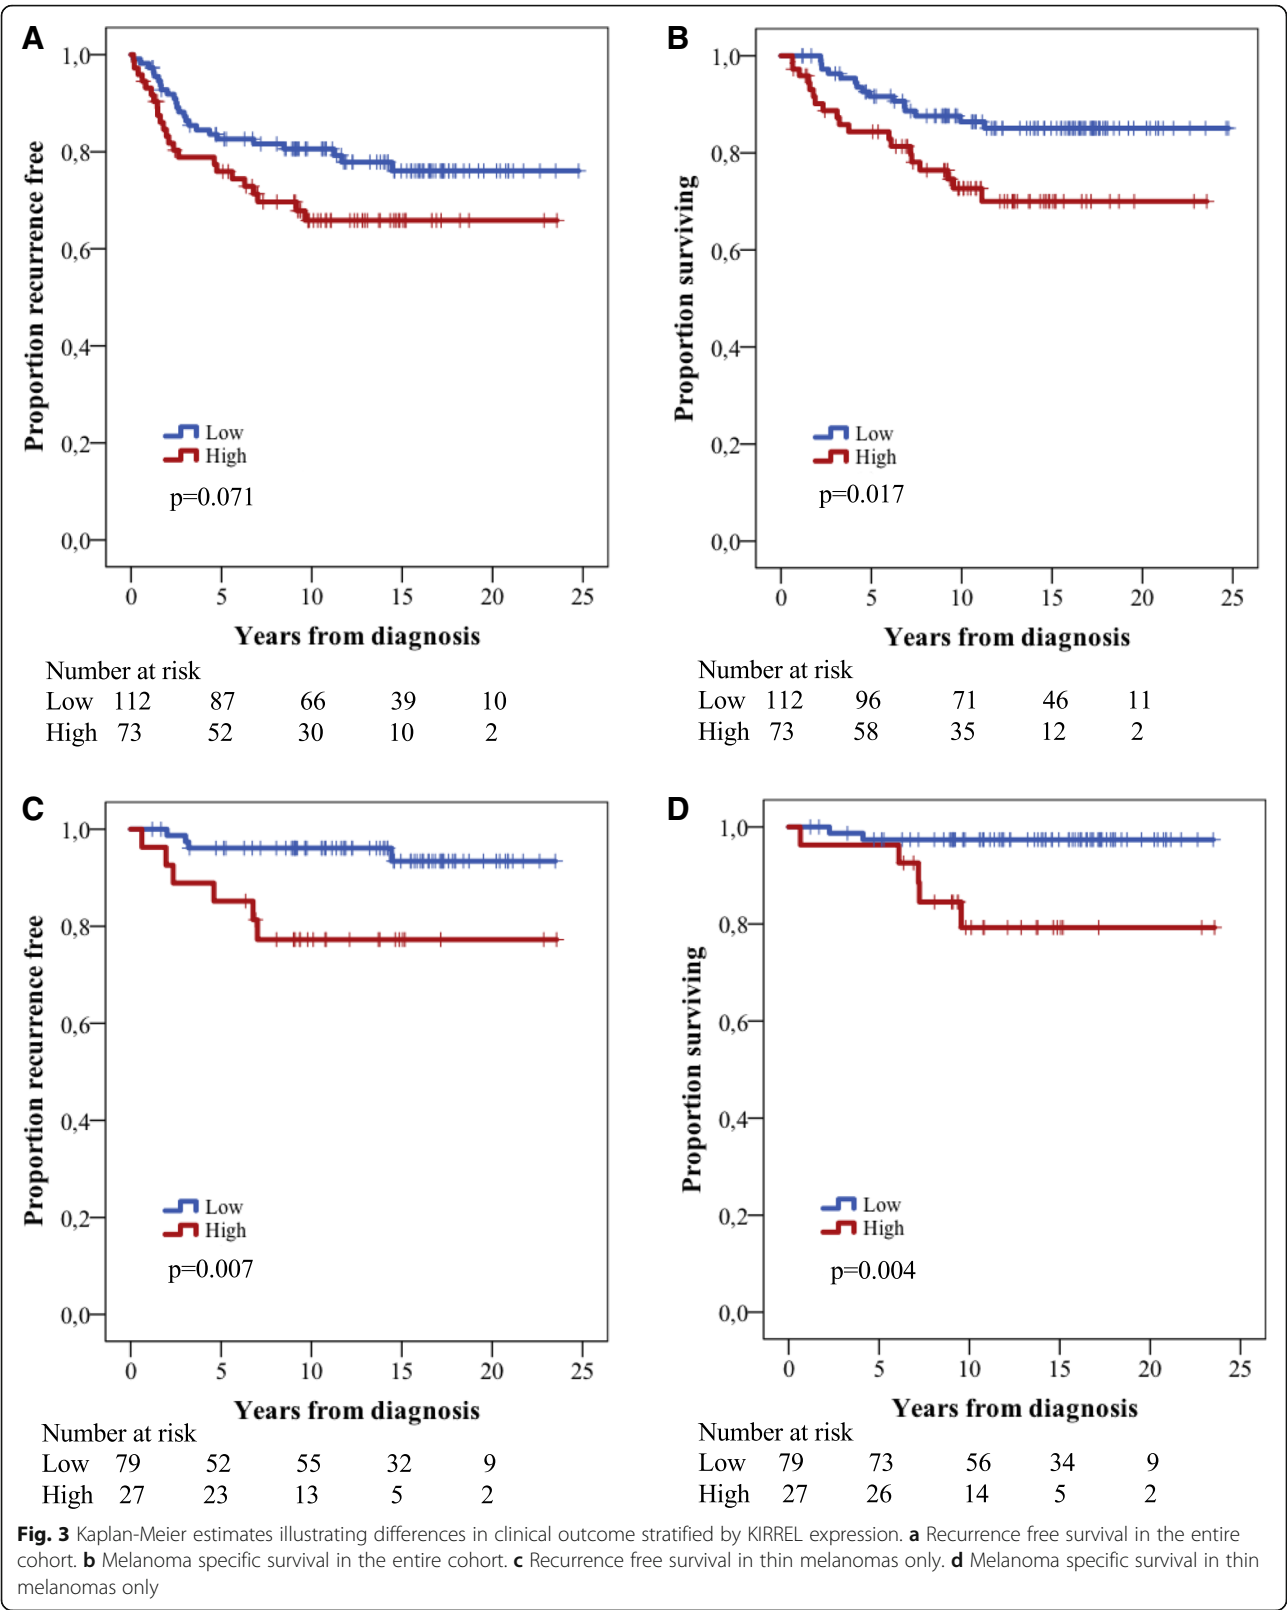 A
Proportion recurrence free
1,0
0,8
0,6
0,4
0,2
0,0
Low
High
p=0.071
0 5 10 15 20 25
Years from diagnosis
Number at risk
Low 112 87 66 39 10
High 73 52 30 10 2
B
Proportion surviving
1,0
0,8
0,6
0,4
0,2
0,0
Low
High
p=0.017
0 5 10 15 20 25
Years from diagnosis
Number at risk
Low 112 96 71 46 11
High 73 58 35 12 2
C
Proportion recurrence free
1,0
0,8
0,6
0,4
0,2
0,0
Low
High
p=0.007
0 5 10 15 20 25
Years from diagnosis
Number at risk
Low 79 52 55 32 9
High 27 23 13 5 2
D
Proportion surviving
1,0
0,8
0,6
0,4
0,2
0,0
Low
High
p=0.004
0 5 10 15 20 25
Years from diagnosis
Number at risk
Low 79 73 56 34 9
High 27 26 14 5 2
Fig. 3 Kaplan-Meier estimates illustrating differences in clinical outcome stratified by KIRREL expression. a Recurrence free survival in the entire
cohort. b Melanoma specific survival in the entire cohort. c Recurrence free survival in thin melanomas only. d Melanoma specific survival in thin
melanomas only